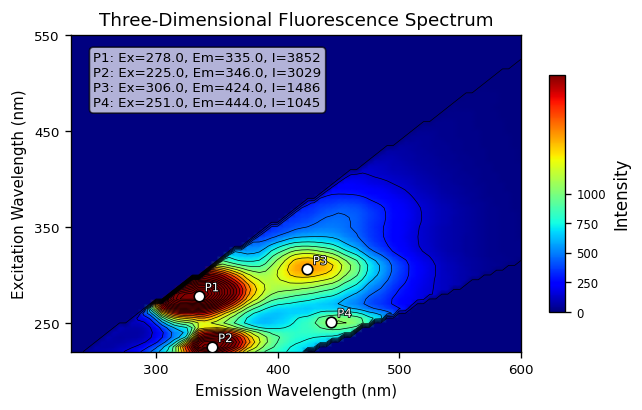 Three-Dimensional Fluorescence Spectrum
P1: Ex=278.0, Em=335.0, I=3852
P2: Ex=225.0, Em=346.0, I=3029
P3: Ex=306.0, Em=424.0, I=1486
P4: Ex=251.0, Em=444.0, I=1045
550
450
350
250
Excitation Wavelength (nm)
P1
P2
P3
P4
300
400
500
600
Emission Wavelength (nm)
1000
750
500
250
0
Intensity